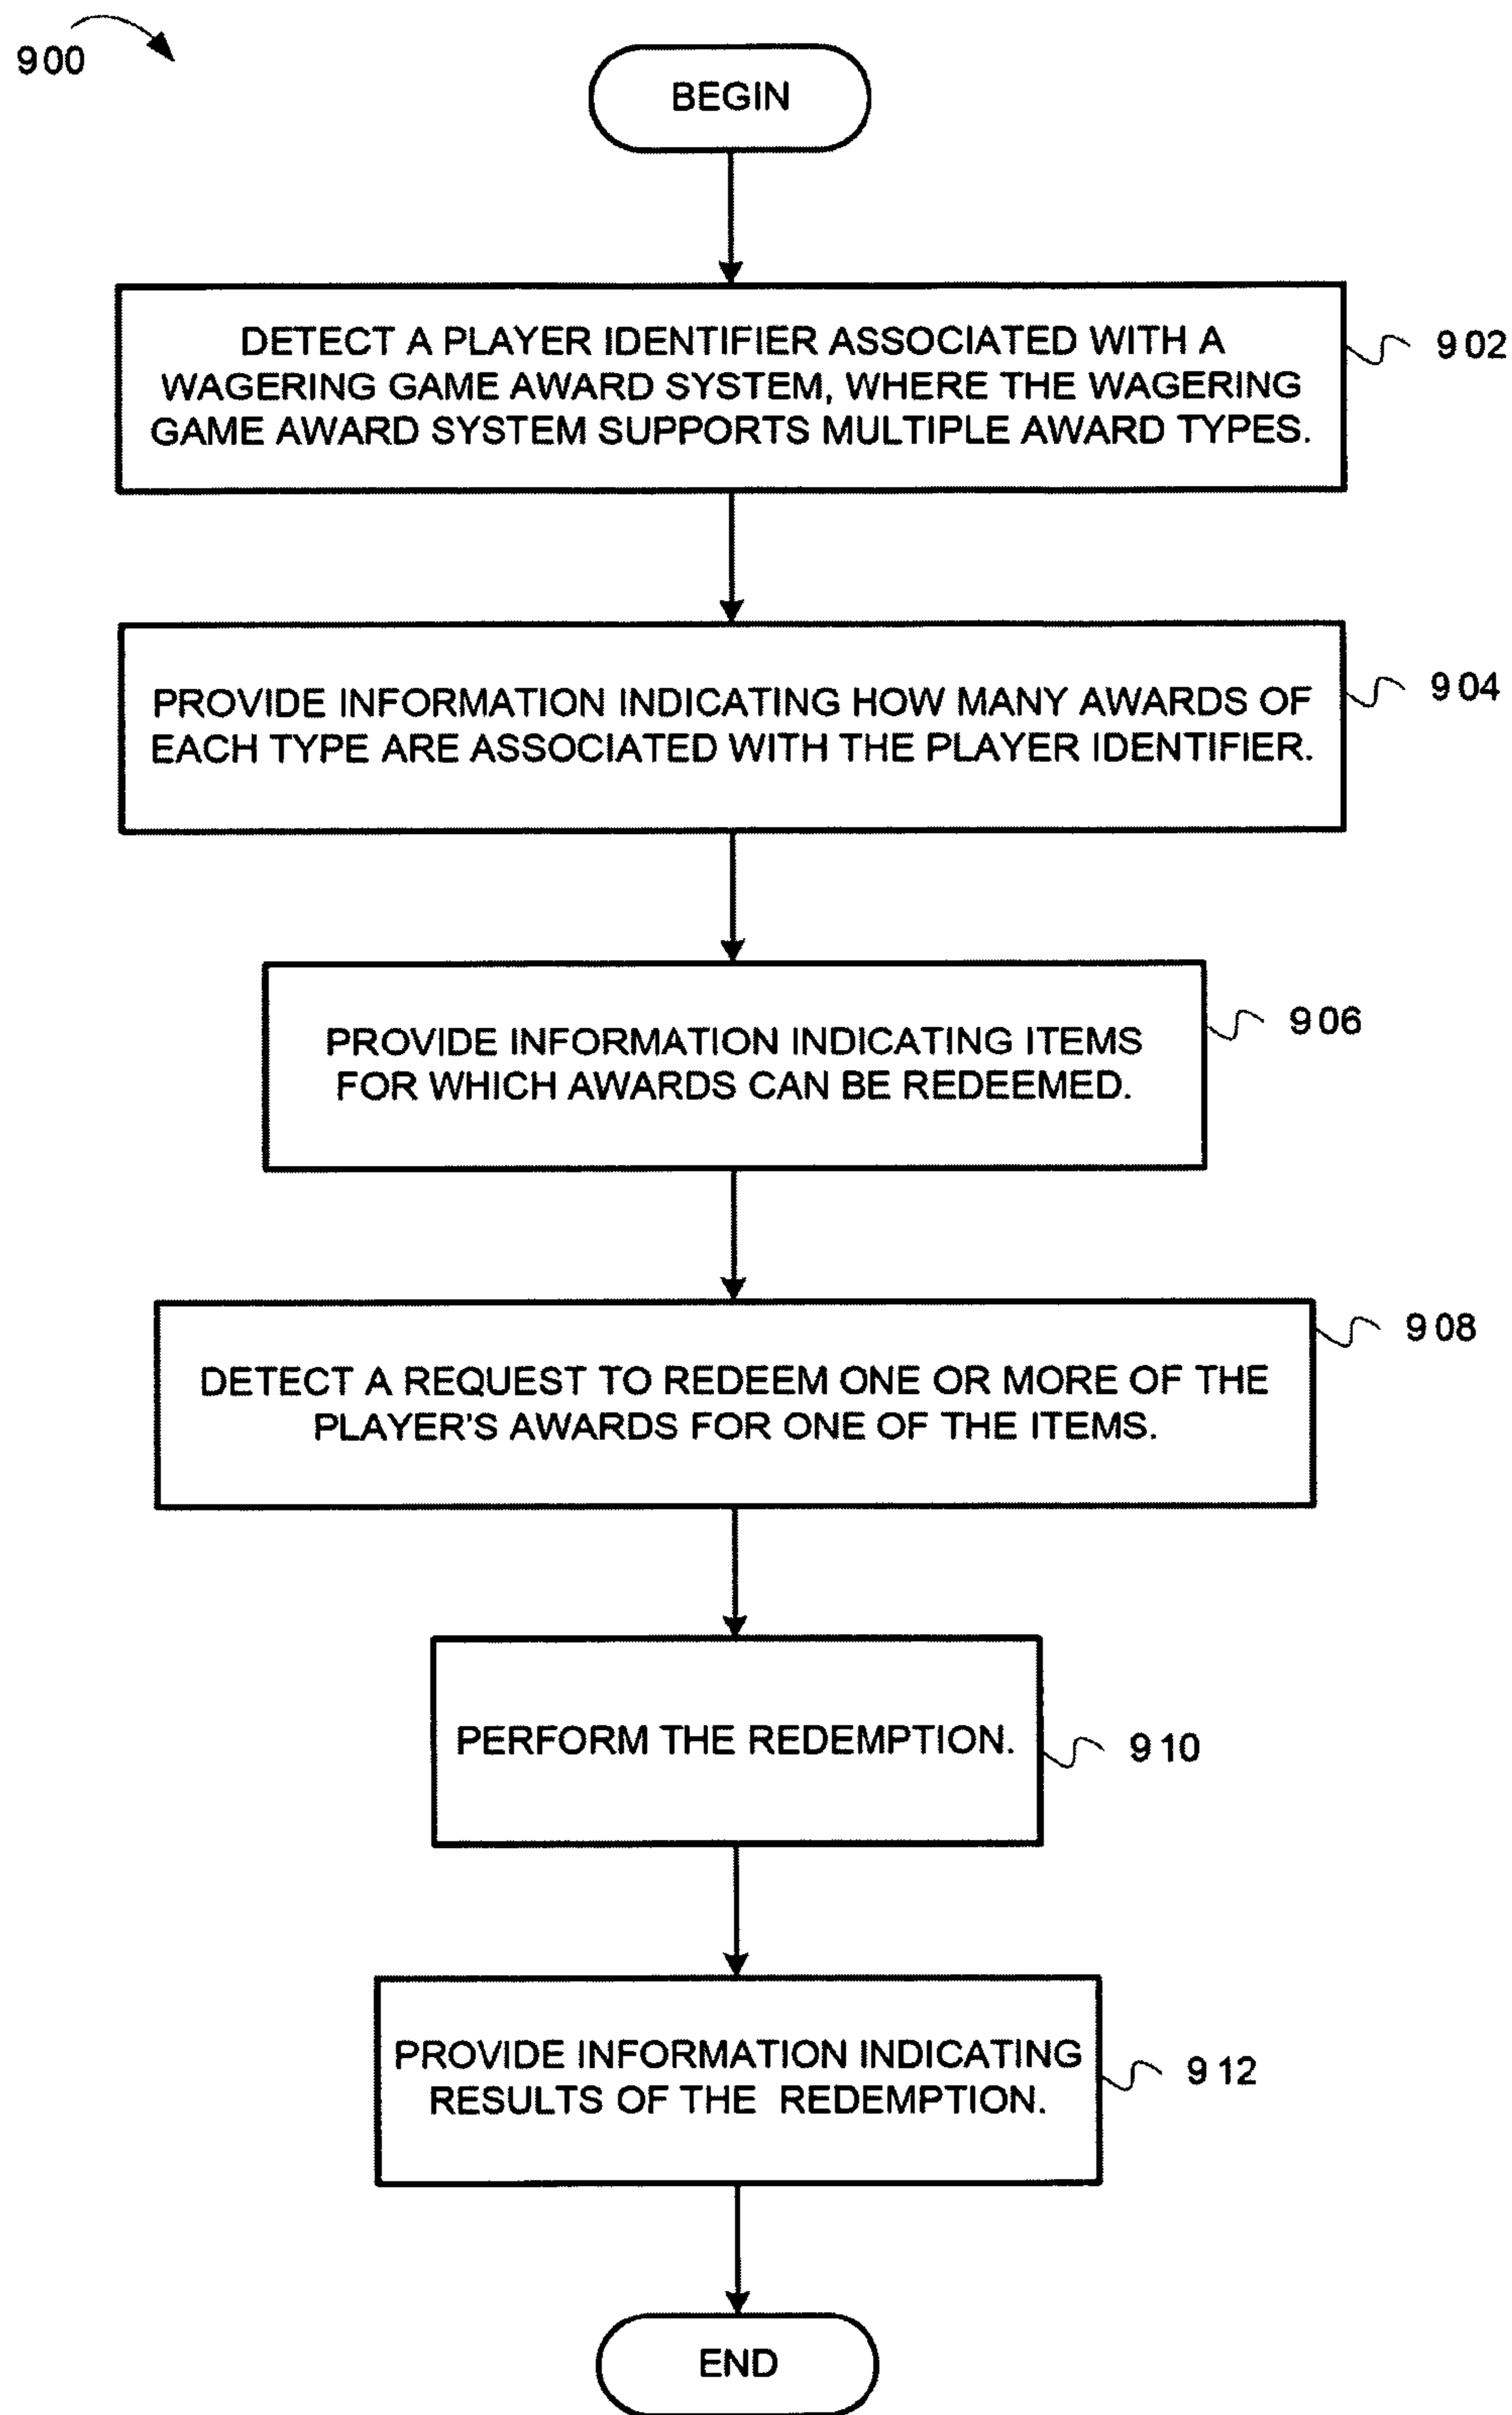 900
BEGIN
DETECT A PLAYER IDENTIFIER ASSOCIATED WITH A
WAGERING GAME AWARD SYSTEM, WHERE THE WAGERING
GAME AWARD SYSTEM SUPPORTS MULTIPLE AWARD TYPES.
902
PROVIDE INFORMATION INDICATING HOW MANY AWARDS OF
EACH TYPE ARE ASSOCIATED WITH THE PLAYER IDENTIFIER.
904
PROVIDE INFORMATION INDICATING ITEMS
FOR WHICH AWARDS CAN BE REDEEMED.
906
DETECT A REQUEST TO REDEEM ONE OR MORE OF THE
PLAYER'S AWARDS FOR ONE OF THE ITEMS.
908
PERFORM THE REDEMPTION.
910
PROVIDE INFORMATION INDICATING
RESULTS OF THE REDEMPTION.
912
END